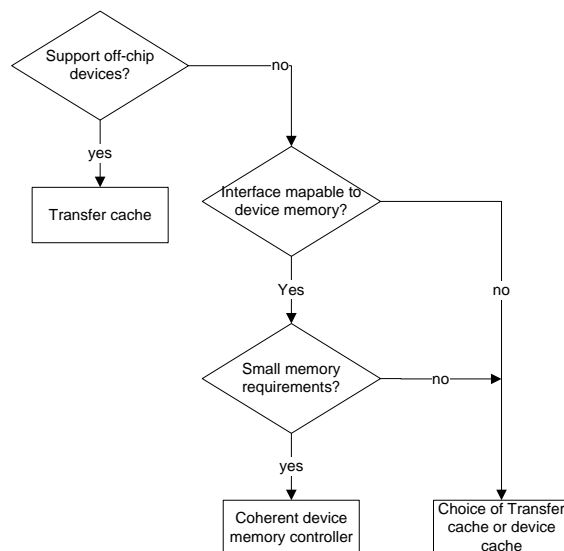 Support off-chip
devices?
no
yes
Transfer cache
Interface mapable to
device memory?
Yes
no
Small memory
requirements?
no
yes
Coherent device
memory controller
Choice of Transfer
cache or device
cache